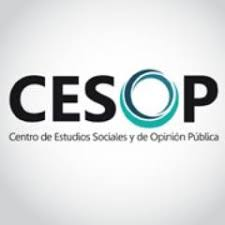 CESOP
Centro de Estudios Sociales y de Opinión Pública